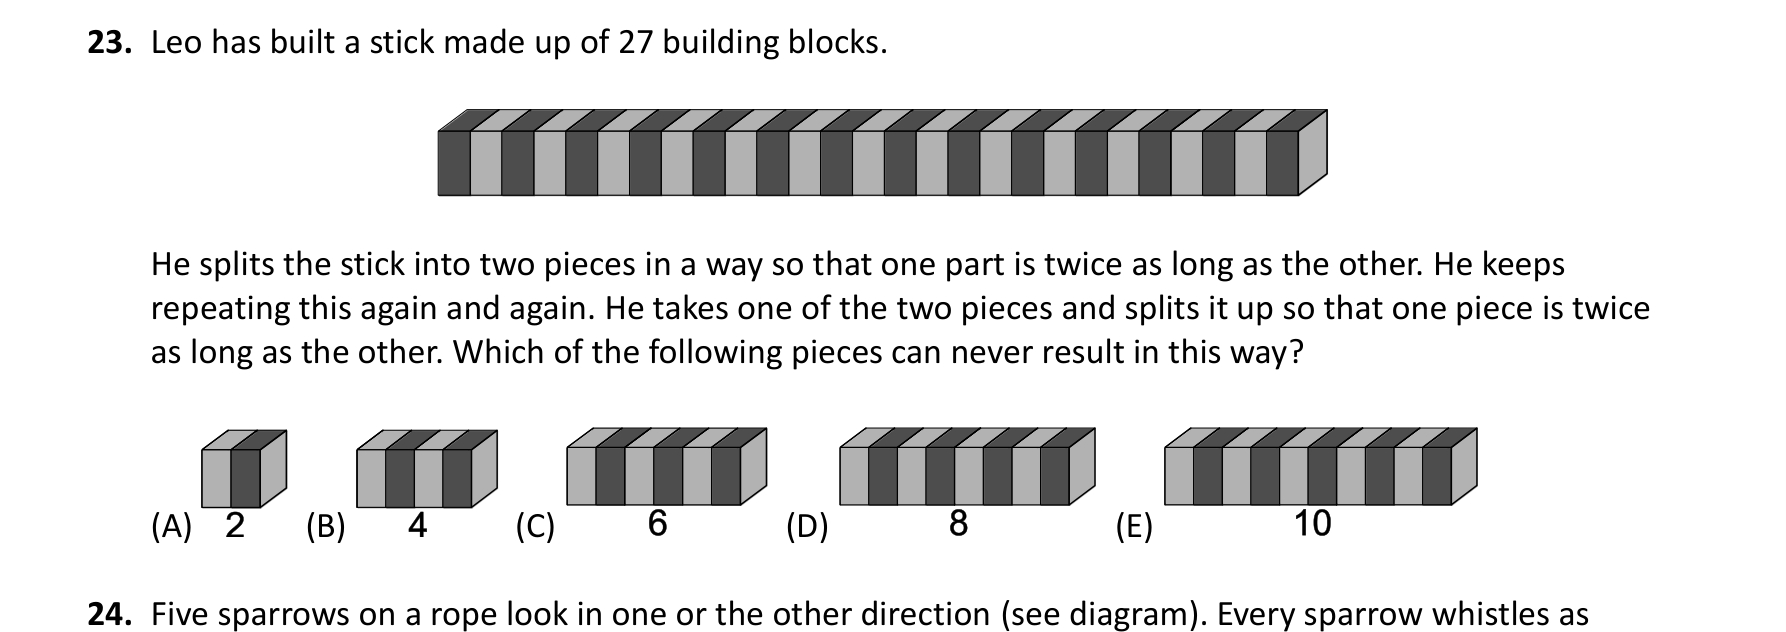 23. Leo has built a stick made up of 27 building blocks.
He splits the stick into two pieces in a way so that one part is twice as long as the other. He keeps
repeating this again and again. He takes one of the two pieces and splits it up so that one piece is twice
as long as the other. Which of the following pieces can never result in this way?
(A) 2 (B) 4 (C) 6 (D) 8 (E) 10
24. Five sparrows on a rope look in one or the other direction (see diagram). Every sparrow whistles as